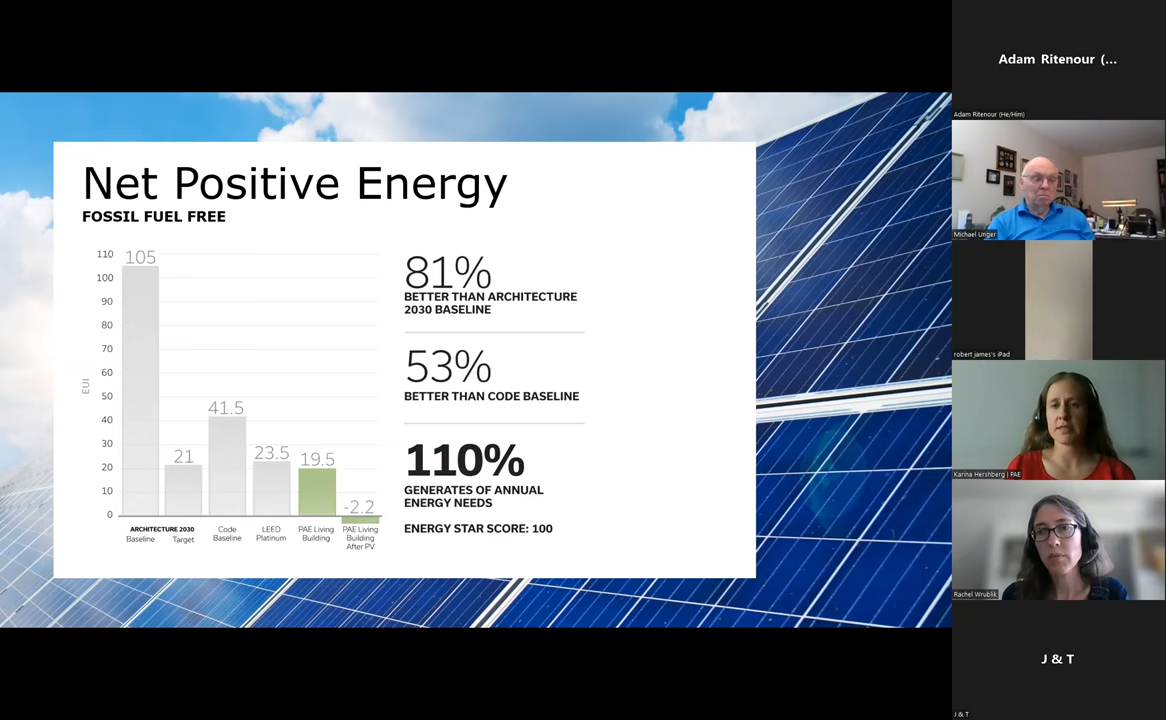 Net Positive Energy
FOSSIL FUEL FREE
110
100
90
80
70
60
50
40
30
20
10
0
EUI
105
21
41.5
23.5
19.5
-2.2
ARCHITECTURE 2030
Baseline
Target
Code
Baseline
LEED
Platinum
PAE Living
Building
PAE Living
Building
After PV
81%
BETTER THAN ARCHITECTURE
2030 BASELINE
53%
BETTER THAN CODE BASELINE
110%
GENERATES OF ANNUAL
ENERGY NEEDS
ENERGY STAR SCORE: 100
Adam Ritenour (...
Adam Ritenour (He/Him)
Michael Unger
robert james's iPad
Karina Hershberg | PAE
Rachel Wrublik
J & T
J & T